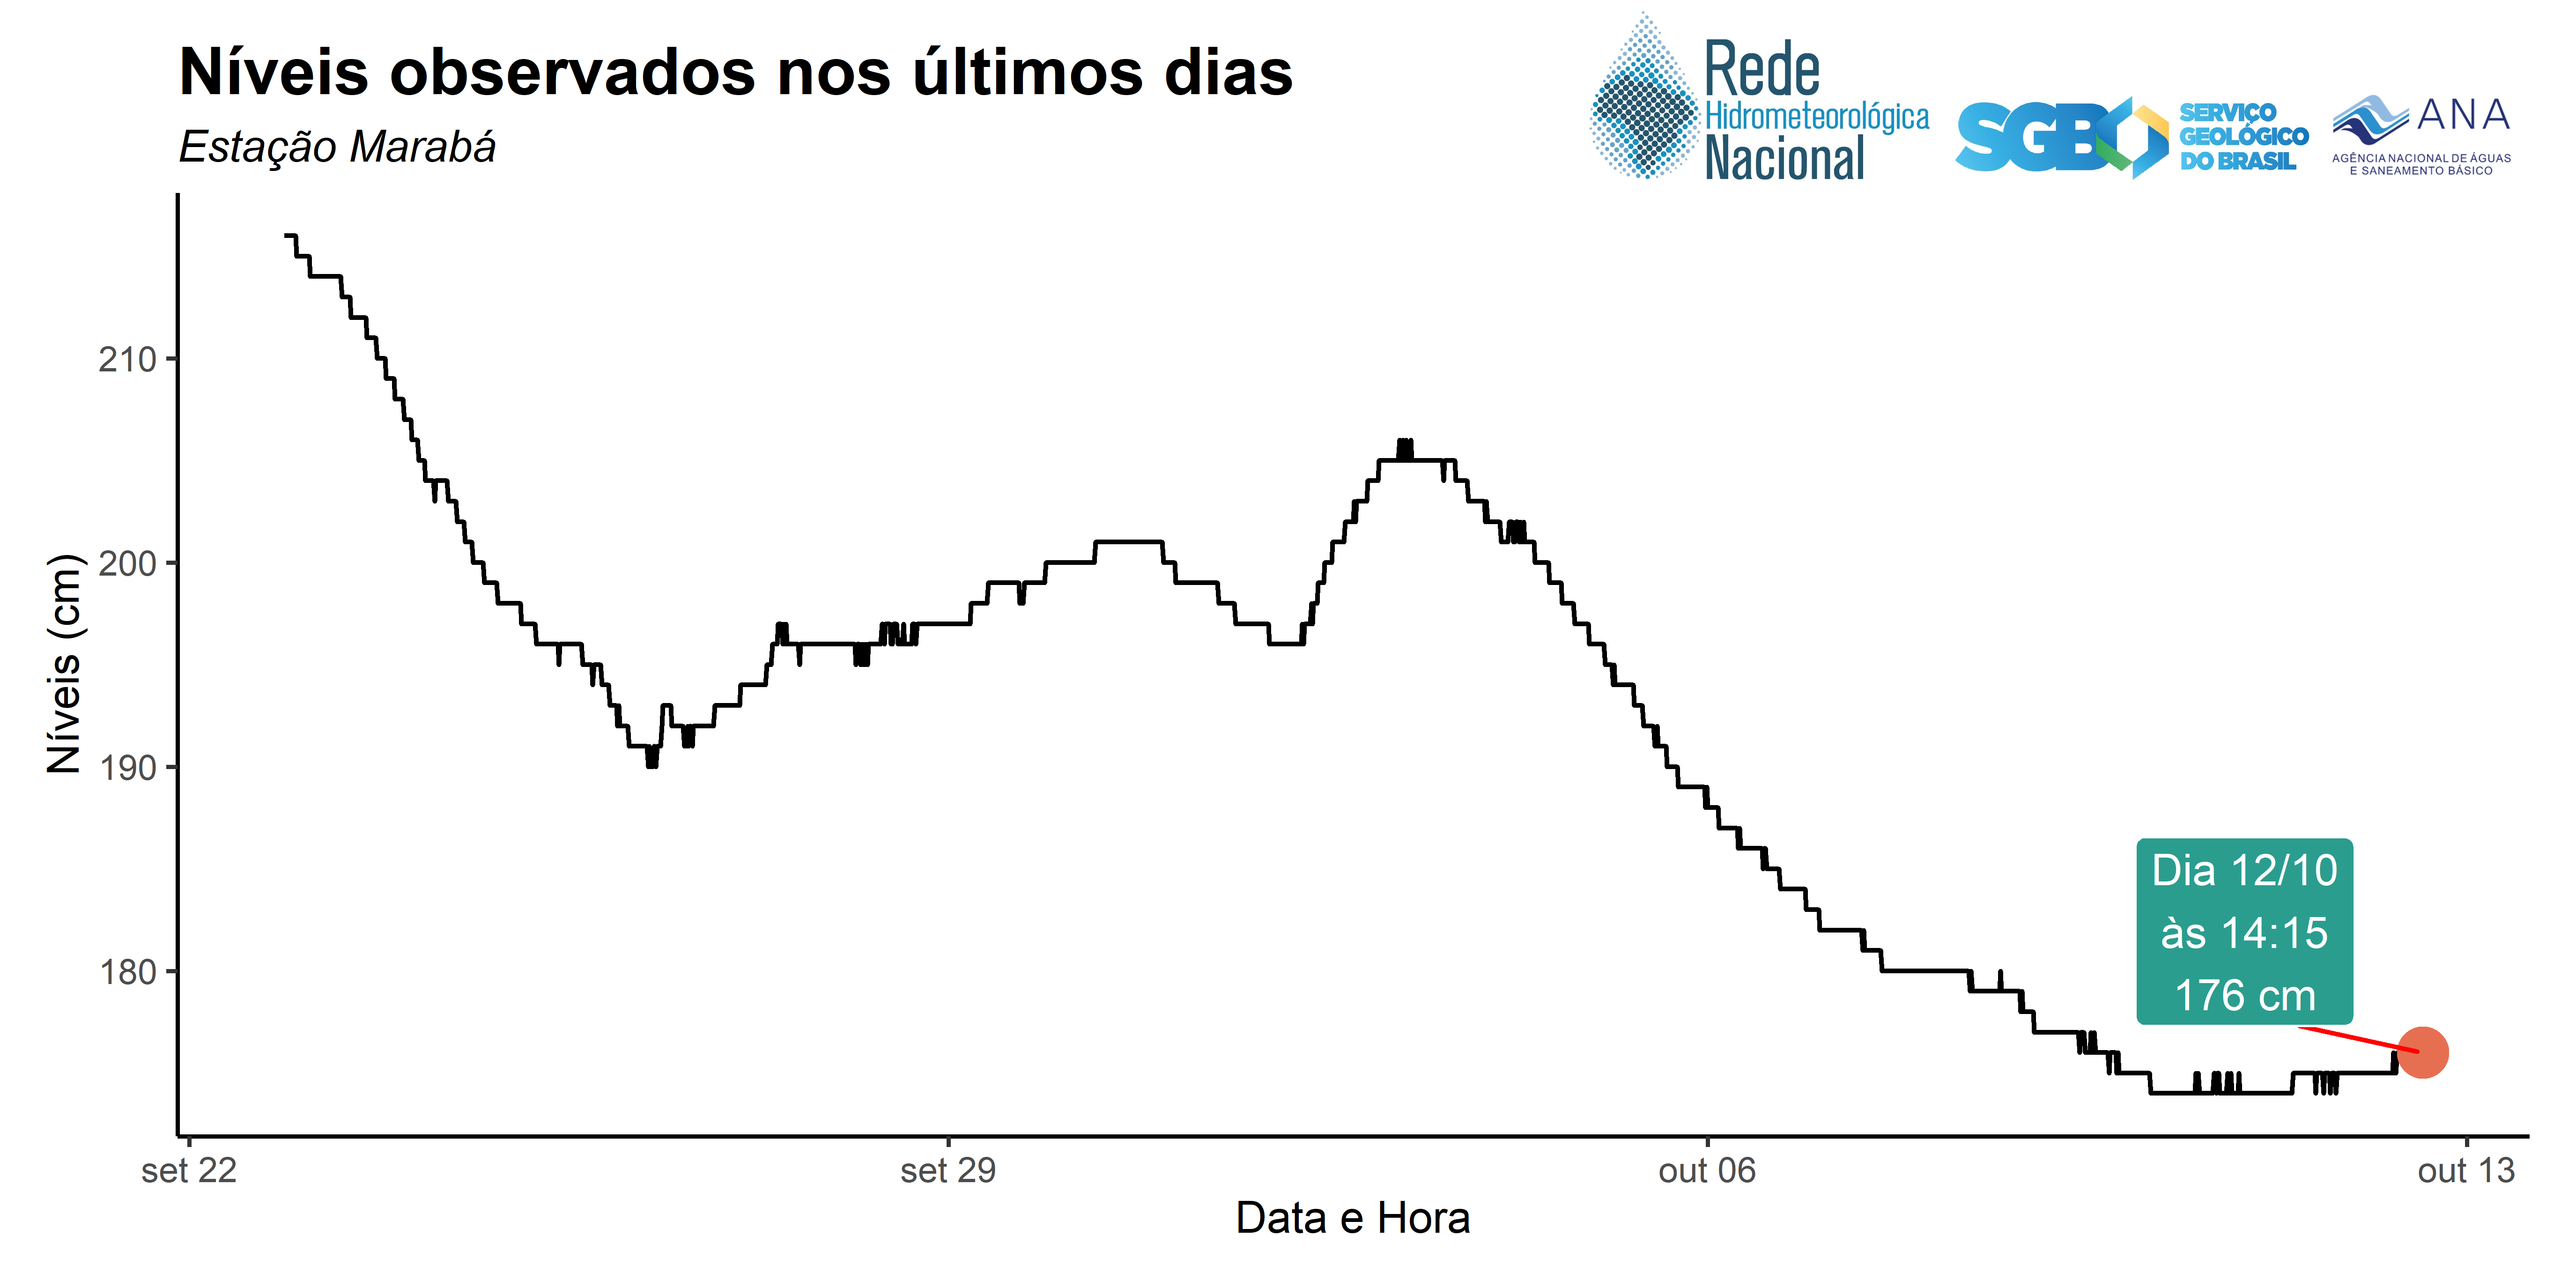 Níveis observados nos últimos dias
Estação Marabá
Rede
Hidrometeorológica
Nacional
SGB
SERVIÇO
GEOLÓGICO
DO BRASIL
ANA
AGÊNCIA NACIONAL DE ÁGUAS
E SANEAMENTO BÁSICO
Níveis (cm)
210
200
190
180
Dia 12/10
às 14:15
176 cm
set 22
set 29
out 06
out 13
Data e Hora